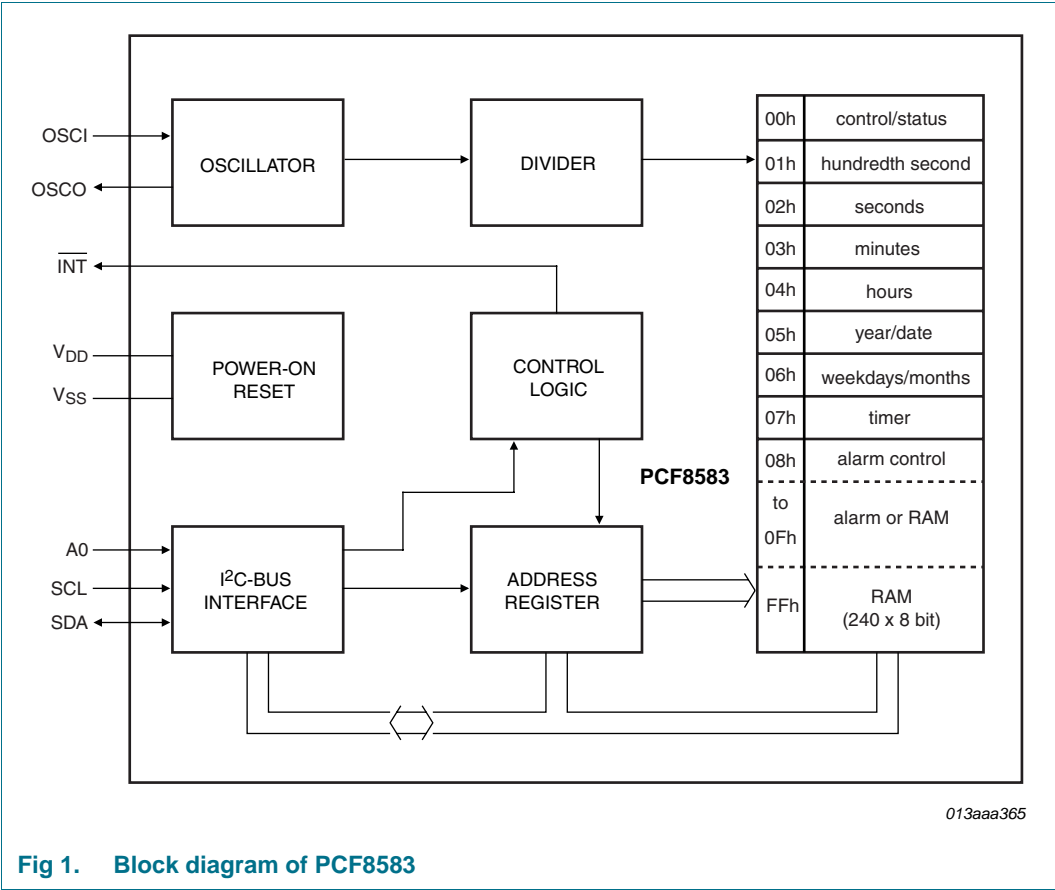 OSCI
OSCO
INT
VDD
VSS
A0
SCL
SDA
OSCILLATOR
DIVIDER
POWER-ON
RESET
CONTROL
LOGIC
PCF8583
I2C-BUS
INTERFACE
ADDRESS
REGISTER
00h control/status
01h hundredth second
02h seconds
03h minutes
04h hours
05h year/date
06h weekdays/months
07h timer
08h alarm control
to
0Fh
alarm or RAM
FFh
RAM
(240 x 8 bit)
013aaa365
Fig 1. Block diagram of PCF8583